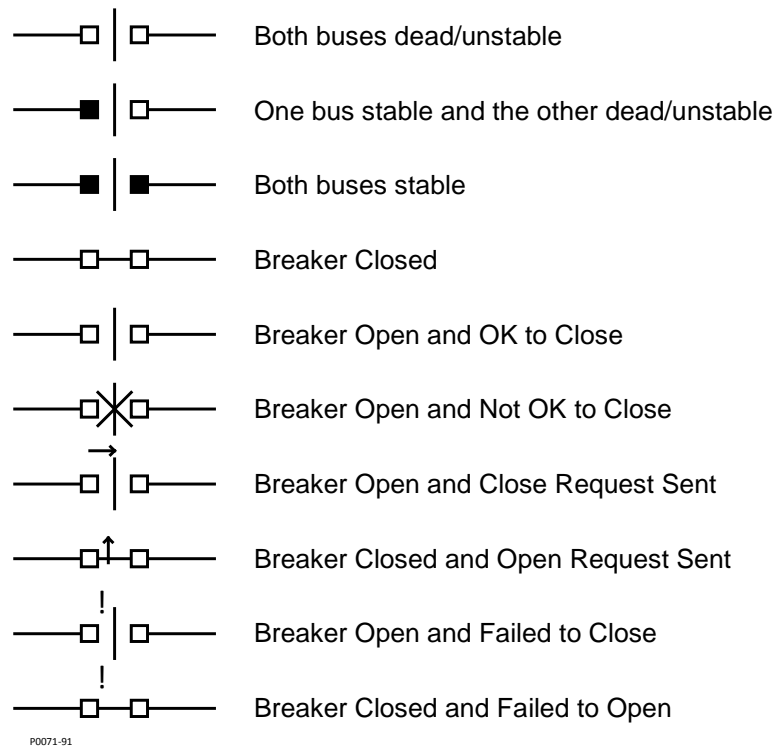 Both buses dead/unstable
One bus stable and the other dead/unstable
Both buses stable
Breaker Closed
Breaker Open and OK to Close
Breaker Open and Not OK to Close
Breaker Open and Close Request Sent
Breaker Closed and Open Request Sent
!
Breaker Open and Failed to Close
!
Breaker Closed and Failed to Open
P0071-91